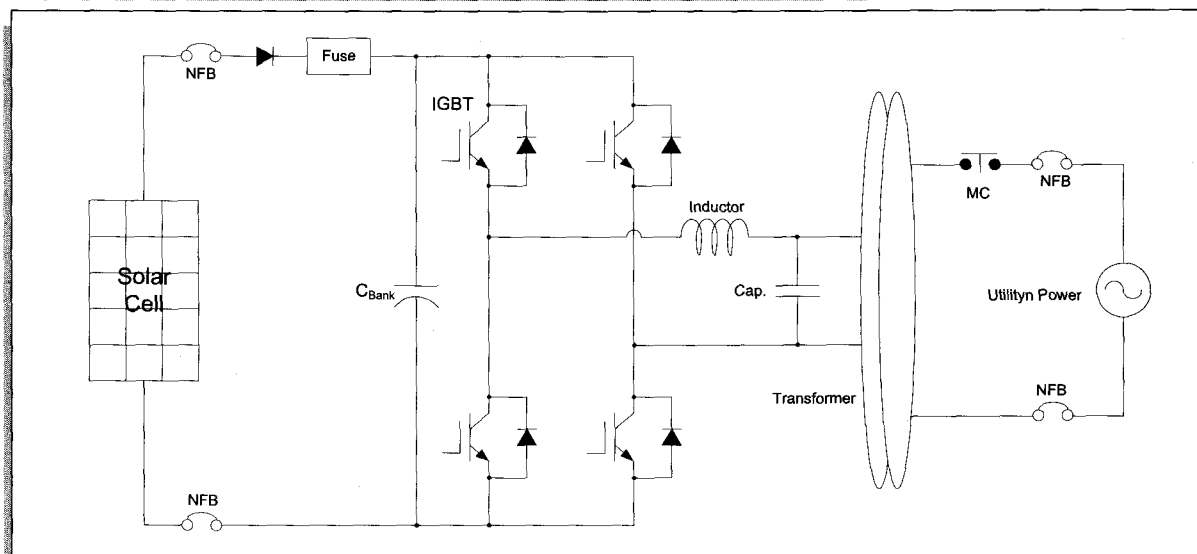 NFB
Fuse
IGBT
Solar
Cell
C_Bank
Inductor
Cap.
MC
NFB
Utilityn Power
Transformer
NFB
NFB